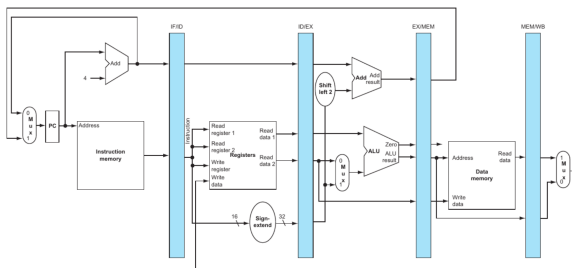 IF/ID
ID/EX
EX/MEM
MEM/WB
Add
4
0
M
u
x
1
PC
Address
Instruction
memory
Instruction
Read
register 1
Read
register 2
Write
register
Write
data
Registers
Read
data 1
Read
data 2
16
Sign-
extend
32
Shift
left 2
0
M
u
x
1
Add
Add
result
ALU
Zero
ALU
result
Address
Write
data
Data
memory
Read
data
1
M
u
x
0